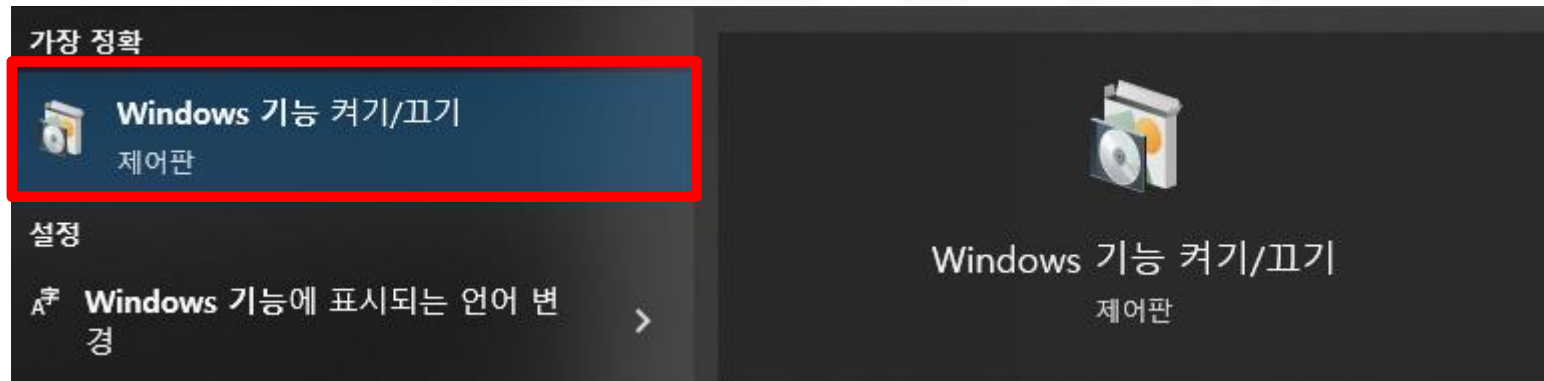 가장 정확
Windows 기능 켜기/끄기
제어판
설정
Windows 기능에 표시되는 언어 변
경
Windows 기능 켜기/끄기
제어판